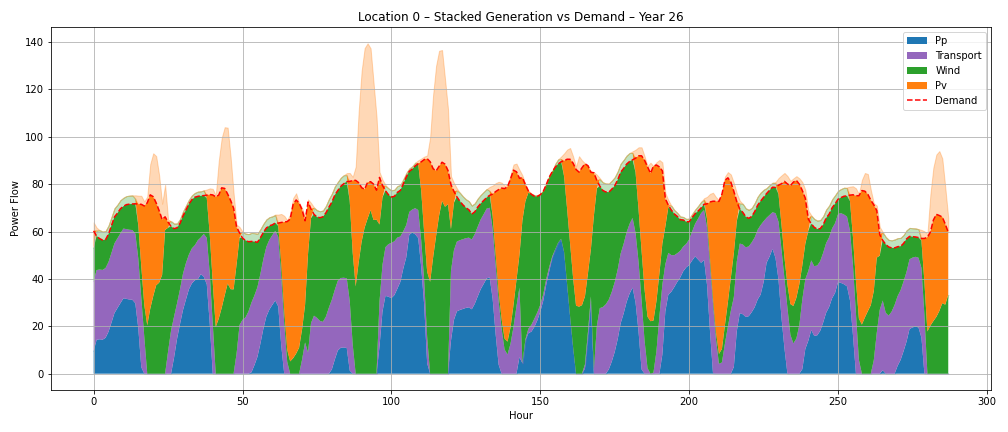 Location 0 – Stacked Generation vs Demand – Year 26
Power Flow
140
120
100
80
60
40
20
0
0
50
100
150
200
250
300
Hour
Pp
Transport
Wind
Pv
Demand